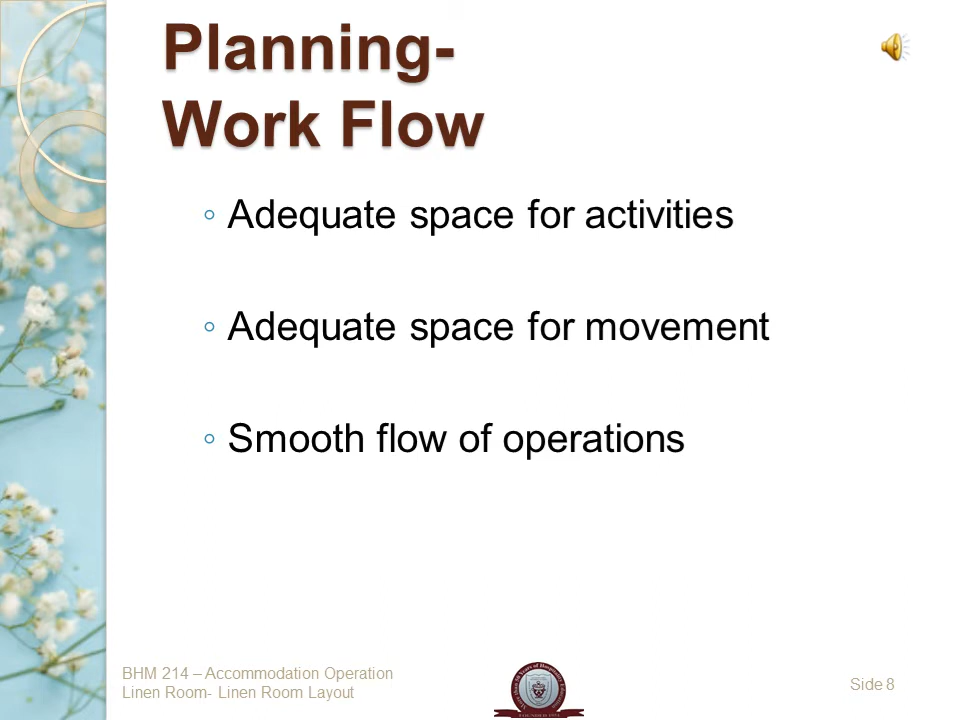 Planning-
Work Flow
◦ Adequate space for activities
◦ Adequate space for movement
◦ Smooth flow of operations
BHM 214 – Accommodation Operation
Linen Room- Linen Room Layout
Side 8